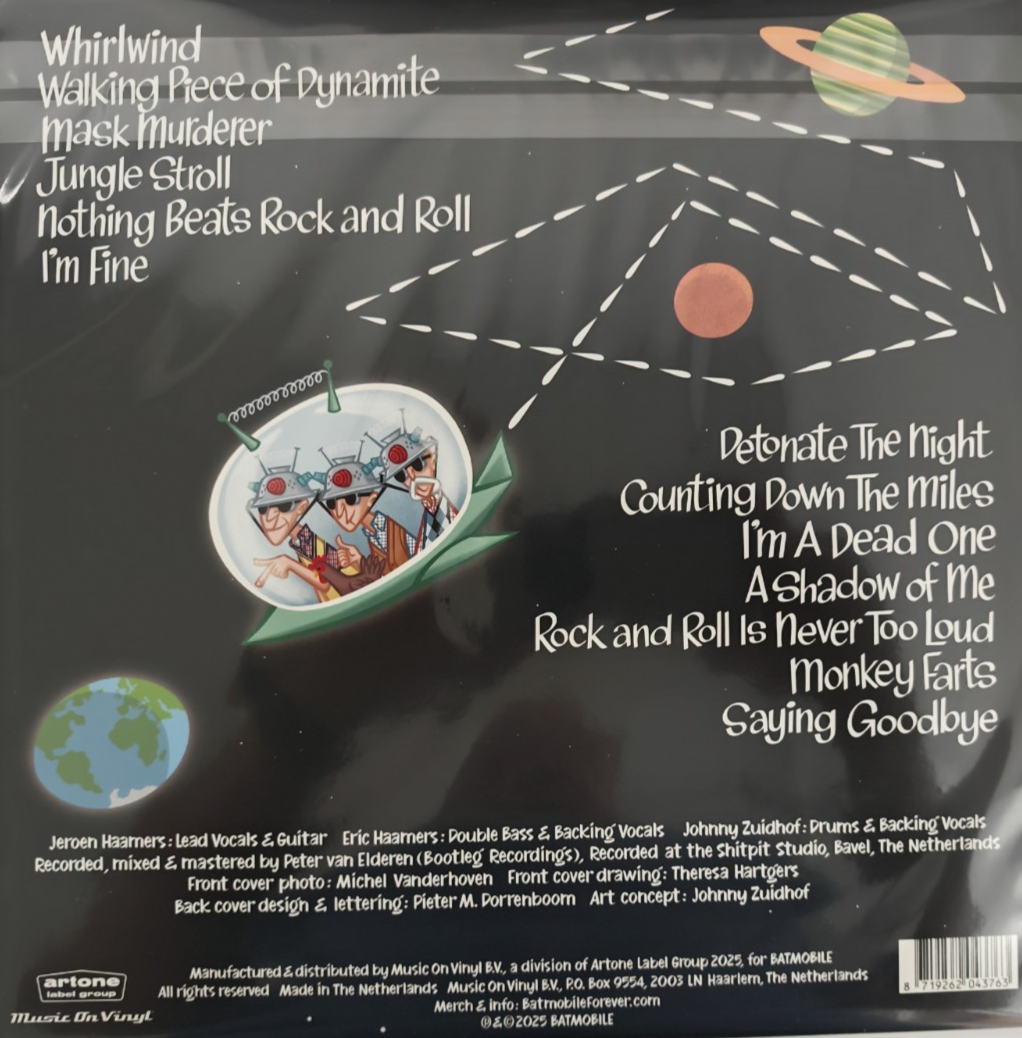 Whirlwind
Walking Piece of Dynamite
Mask Murderer
Jungle Stroll
Nothing Beats Rock and Roll
I'm Fine
Detonate The Night
Counting Down The Miles
I'm A Dead One
A Shadow of Me
Rock and Roll Is Never Too Loud
Monkey Farts
Saying Goodbye
Jeroen Haamers: Lead Vocals & Guitar Eric Haamers: Double Bass & Backing Vocals Johnny Zuidhof: Drums & Backing Vocals
Recorded, mixed & mastered by Peter van Elderen (Bootleg Recordings), Recorded at the Shitpit Studio, Bavel, The Netherlands
Front cover photo: Michel Vanderhoven Front cover drawing: Theresa Hartgers
Back cover design & lettering: Pieter M. Dorrenboom Art concept: Johnny Zuidhof
Manufactured & distributed by Music On Vinyl B.V., a division of Artone Label Group 2025, for BATMOBILE
All rights reserved Made in The Netherlands Music On Vinyl B.V., P.O. Box 9554, 2003 LN Haarlem, The Netherlands
Merch & info: BatmobileForever.com
℗ & © 2025 BATMOBILE
artone
label group
Music On Vinyl
8 719262 043763